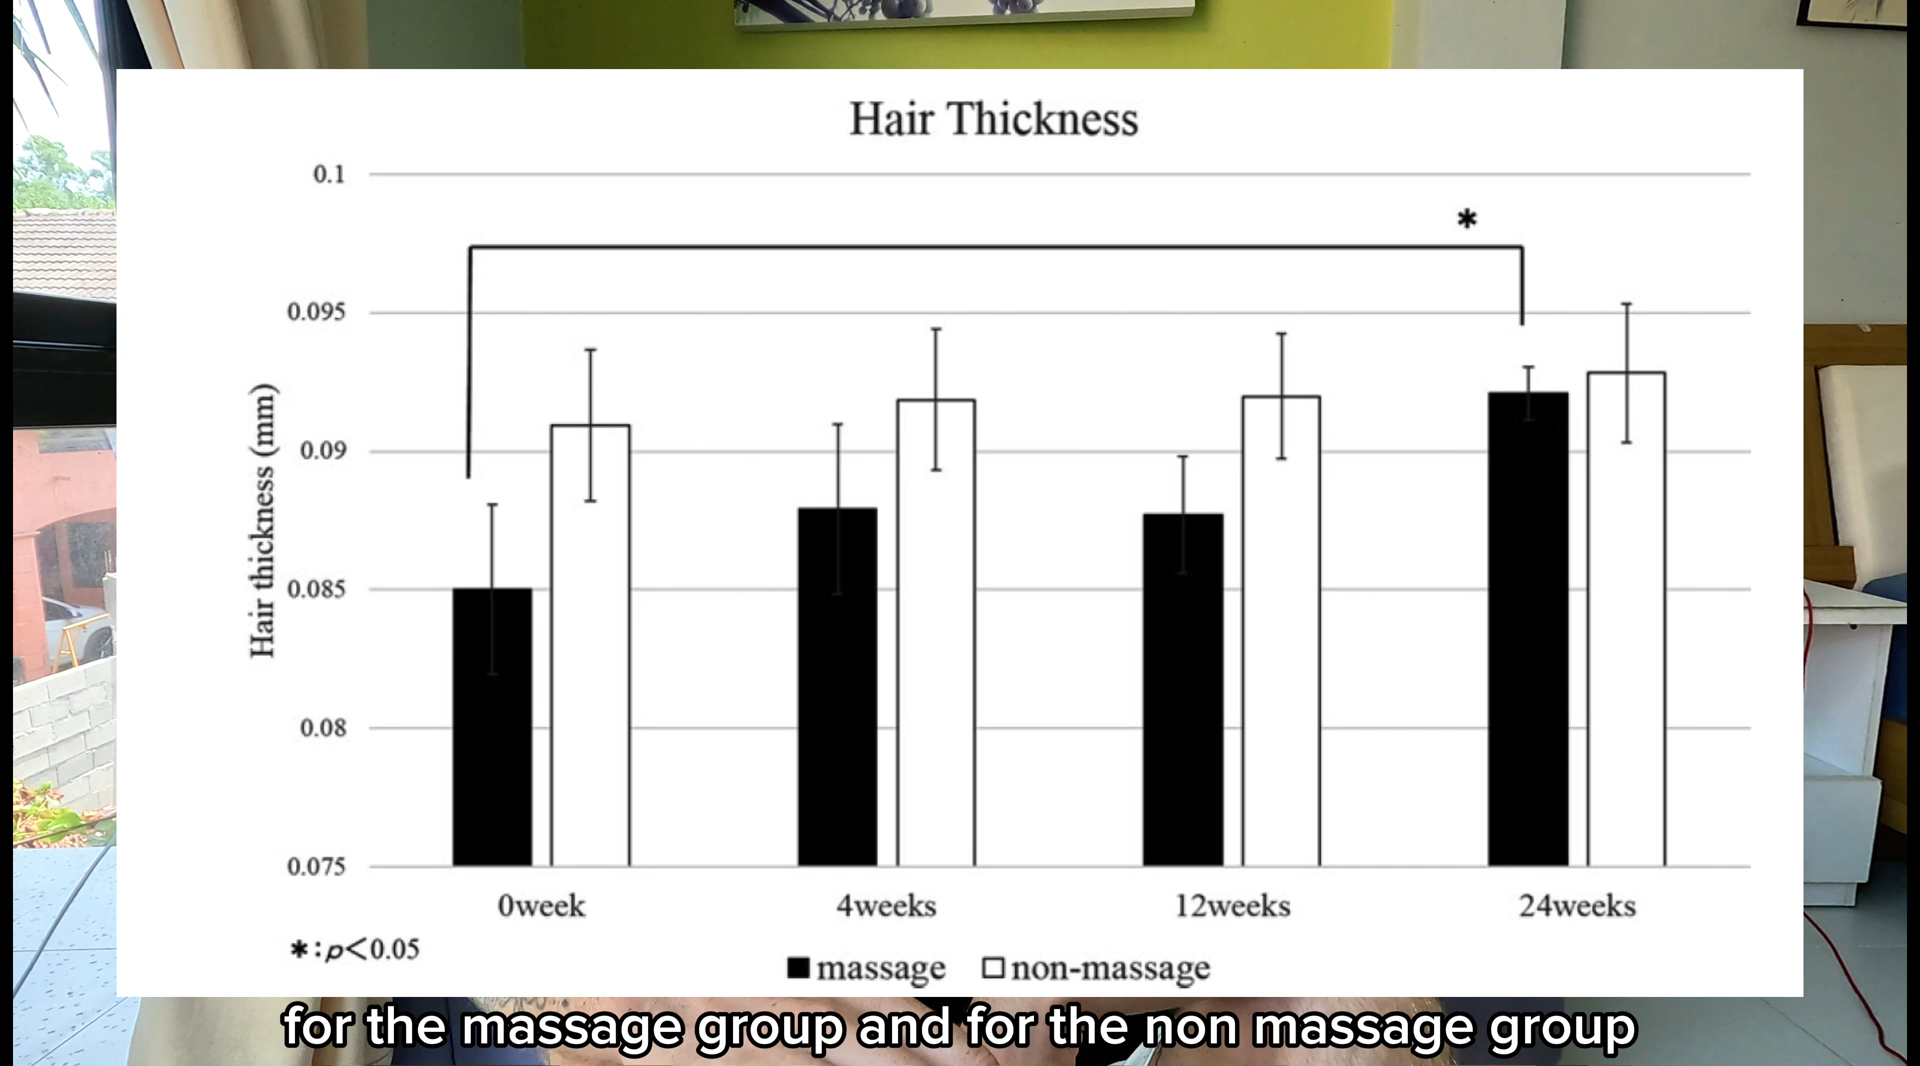 Hair Thickness
0.1
*
0.095
0.09
0.085
0.08
0.075
Hair thickness (mm)
0week 4weeks 12weeks 24weeks
*:p<0.05
massage non-massage
for the massage group and for the non massage group